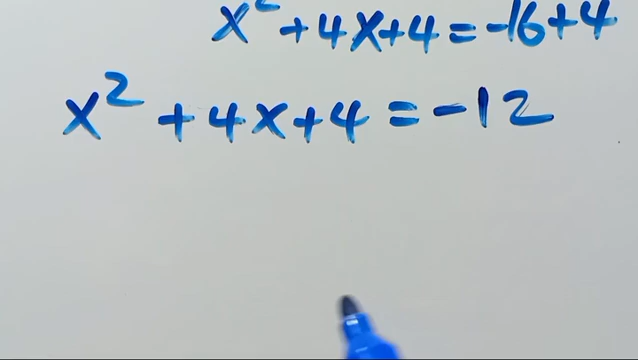 x² + 4x + 4 = -16 + 4
x² + 4x + 4 = -12